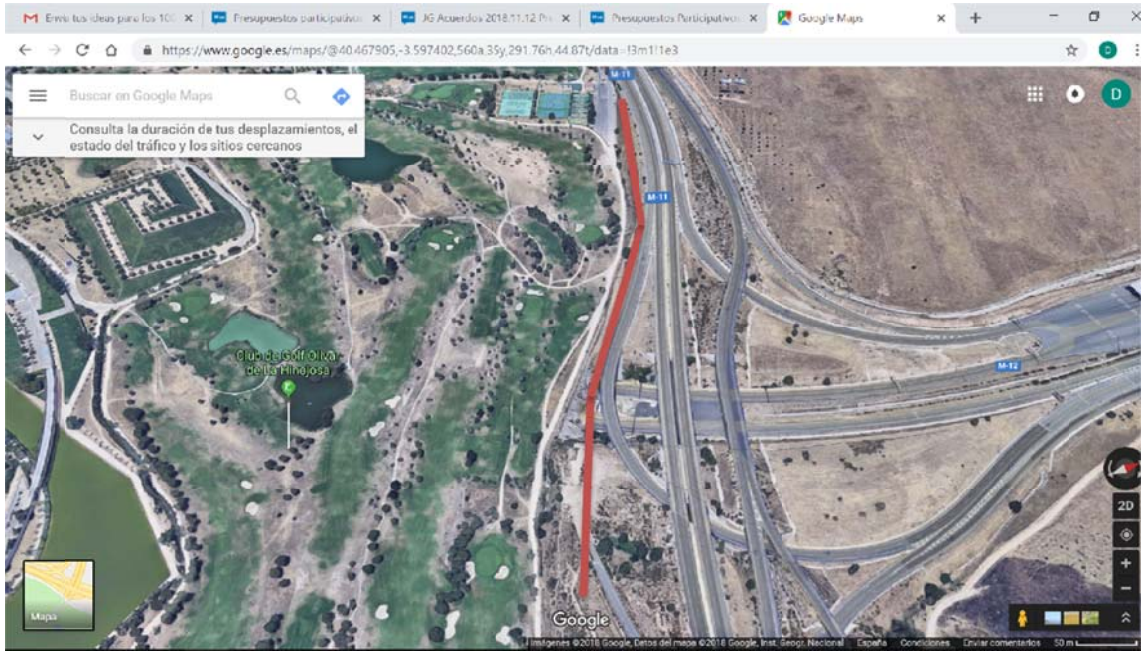 Envía tus ideas para los 10
Presupuestos participativos
JG Acuerdos 2018.11.12 Pr
Presupuestos Participativos
Google Maps
https://www.google.es/maps/@40.467905,-3.597402,560a,35y,291.76h,44.87t/data=!3m1!1e3
D
Buscar en Google Maps
D
Consulta la duración de tus desplazamientos, el
estado del tráfico y los sitios cercanos
M-11
M-11
Club de Golf Olivar
de La Hinojosa
M-12
2D
Mapa
Google
Imágenes ©2018 Google, Datos del mapa ©2018 Google, Inst. Geogr. Nacional España Condiciones Enviar comentarios 50 m